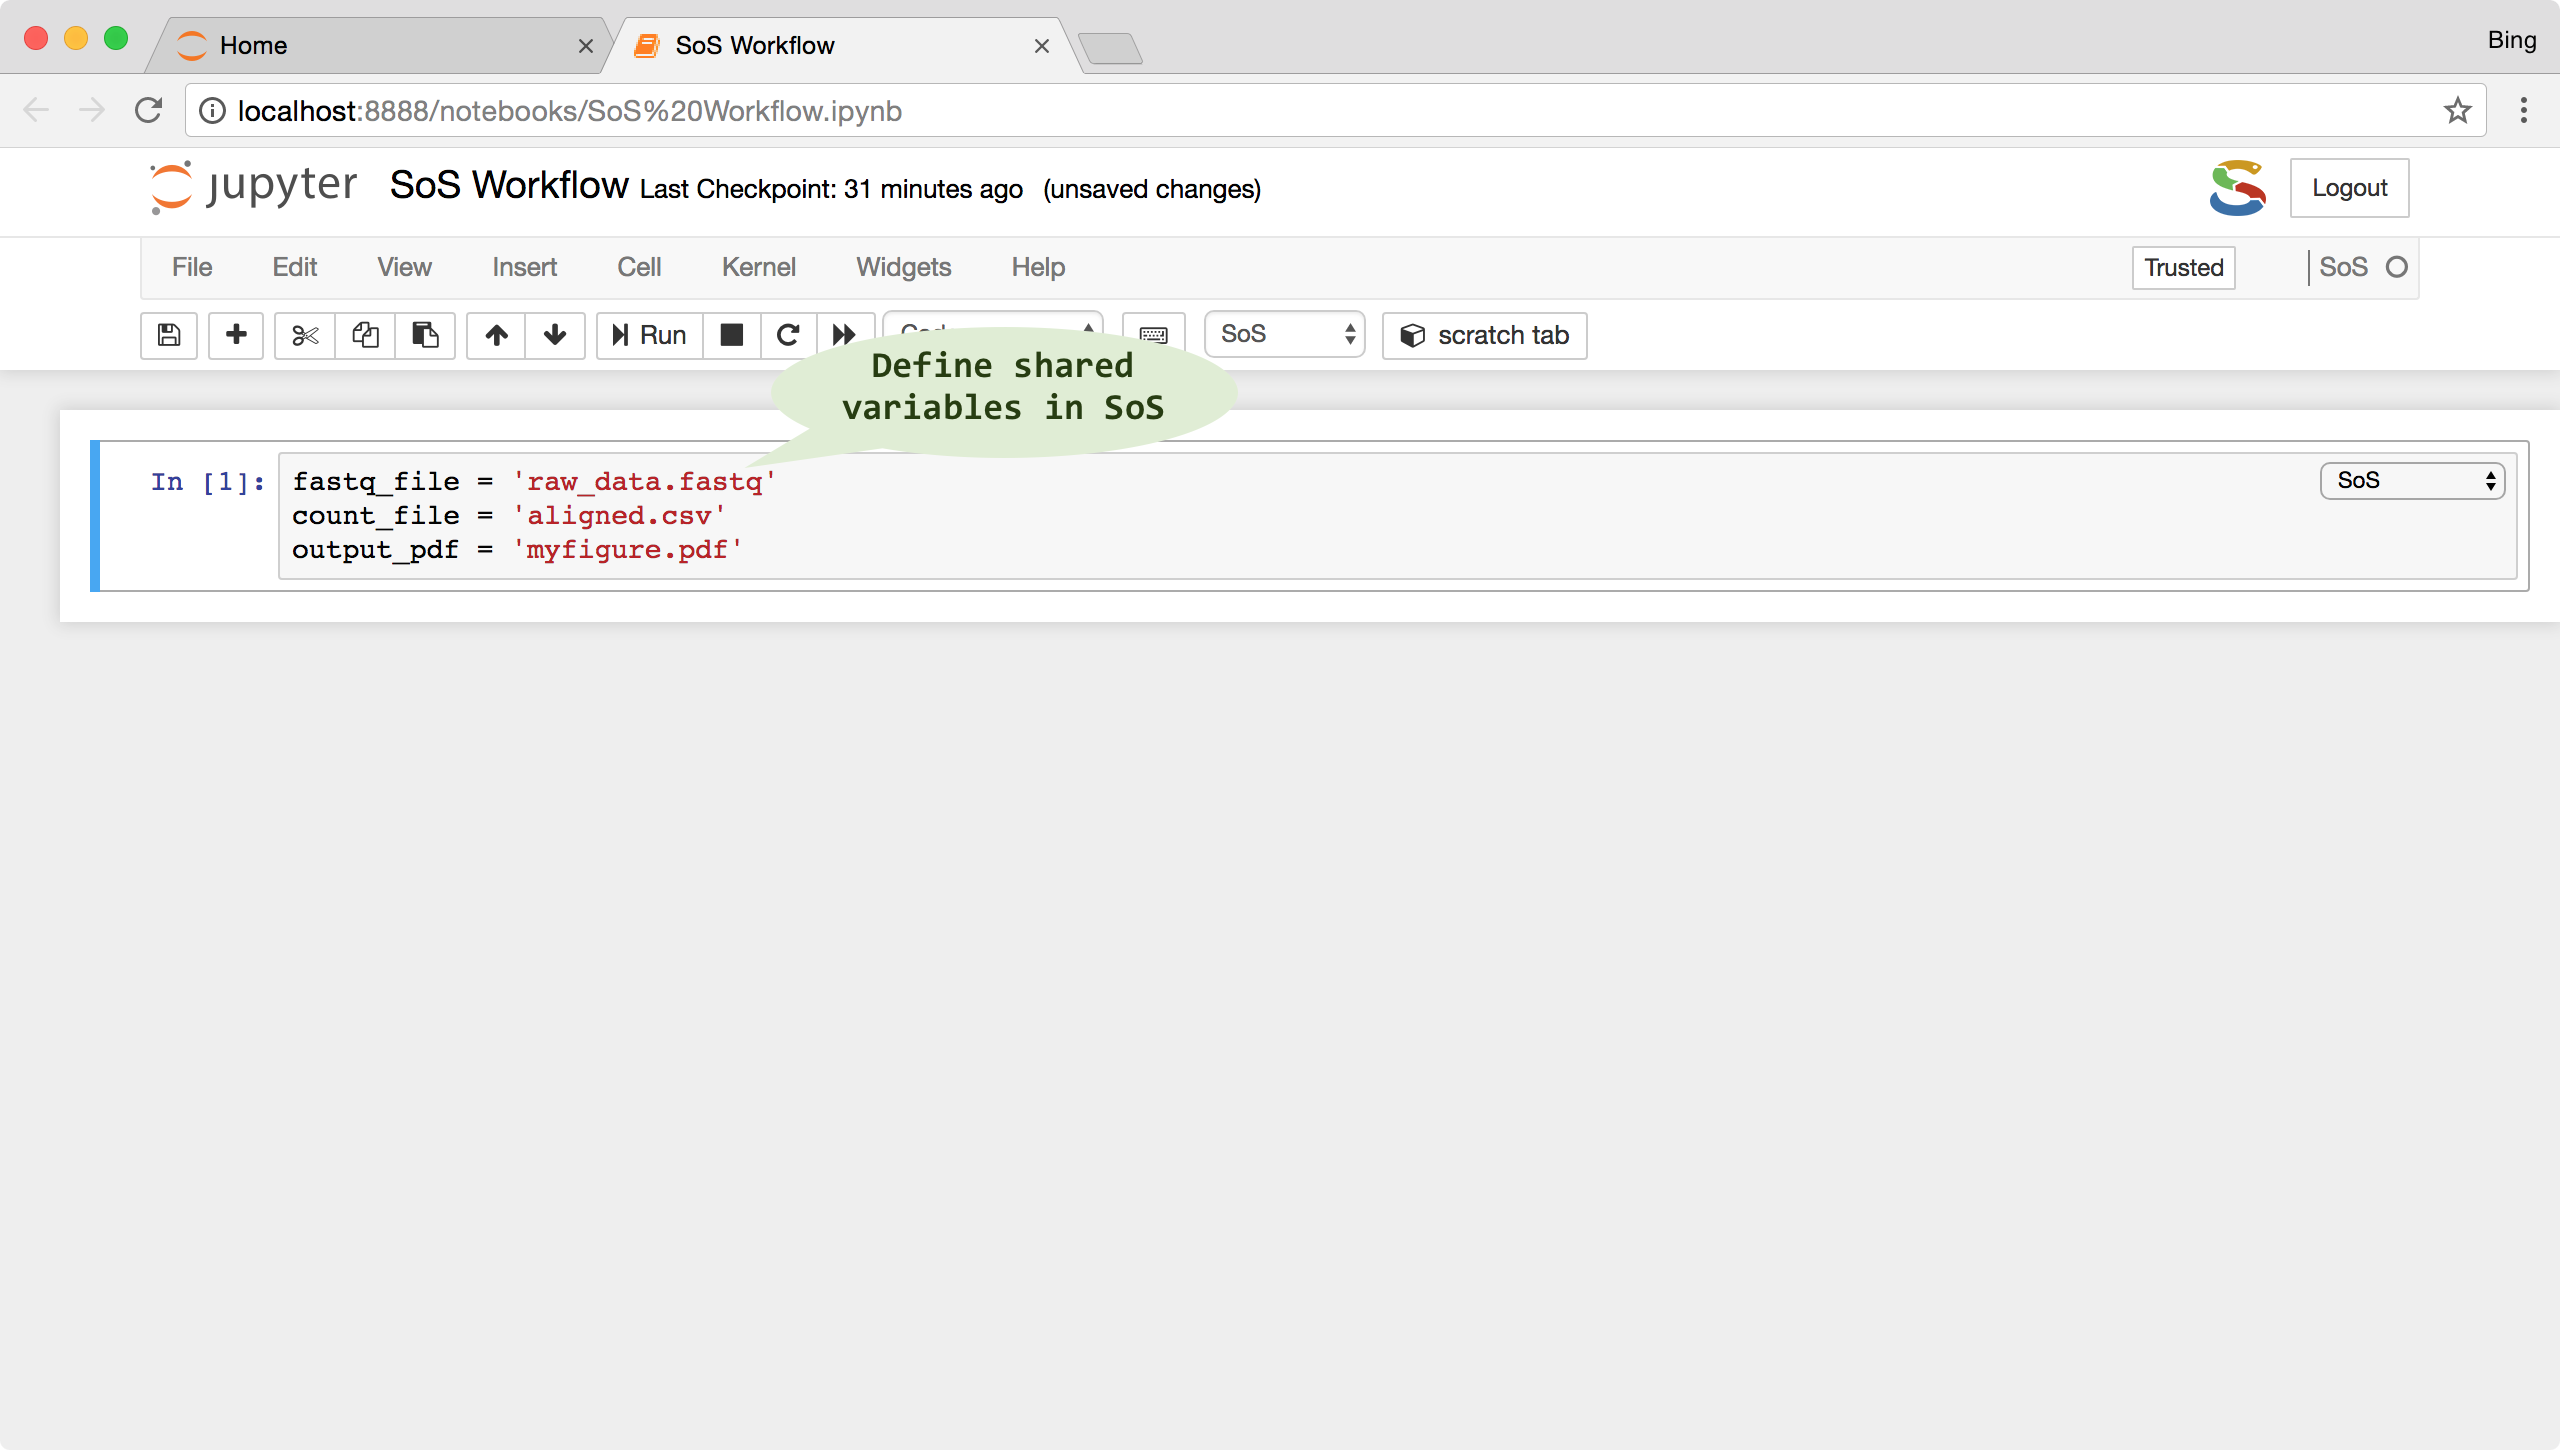 Home
SoS Workflow
Bing
localhost:8888/notebooks/SoS%20Workflow.ipynb
jupyter SoS Workflow Last Checkpoint: 31 minutes ago (unsaved changes)
Logout
File Edit View Insert Cell Kernel Widgets Help
Trusted
SoS
Run
SoS
scratch tab
Define shared
variables in SoS
In [1]: fastq_file = 'raw_data.fastq'
count_file = 'aligned.csv'
output_pdf = 'myfigure.pdf'
SoS